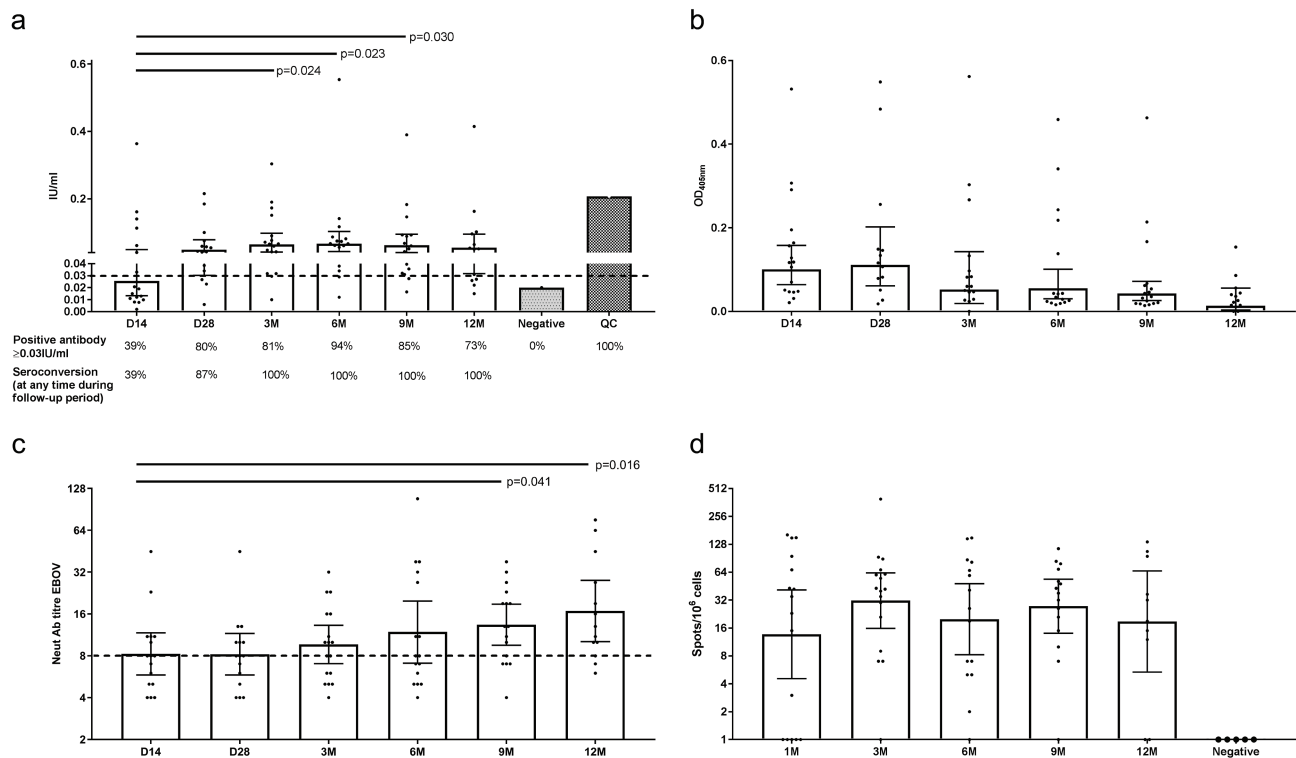 a
p=0.030
p=0.023
p=0.024
0.6
0.4
0.2
0.04
0.03
0.02
0.01
0.00
IU/ml
D14 D28 3M 6M 9M 12M Negative QC
Positive antibody
≥0.03IU/ml
39% 80% 81% 94% 85% 73% 0% 100%
Seroconversion
(at any time during
follow-up period)
39% 87% 100% 100% 100% 100%
b
0.6
0.4
0.2
0.0
OD405nm
D14 D28 3M 6M 9M 12M
c
p=0.016
p=0.041
128
64
32
16
8
4
2
Neut Ab titre EBOV
D14 D28 3M 6M 9M 12M
d
512
256
128
64
32
16
8
4
2
1
Spots/10⁶ cells
1M 3M 6M 9M 12M Negative